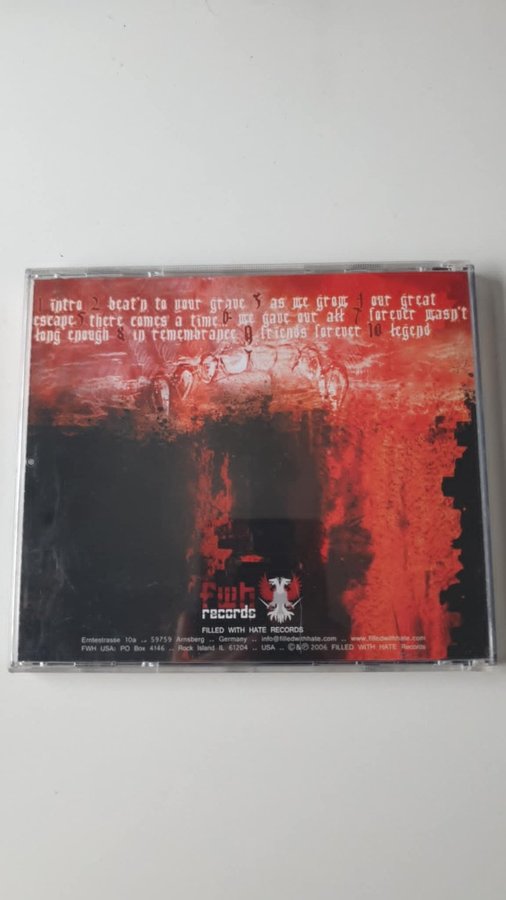 1 intro 2 beat'n to your grave 3 as we grow 4 our great
escape 5 there comes a time 6 we gave our all 7 forever wasn't
long enough 8 in remembrance 9 friends forever 10 legend
fwh
records
FILLED WITH HATE RECORDS
Erntestrasse 10a .. 59759 Arnsberg .. Germany .. info@filledwithhate.com .. www.filledwithhate.com
FWH USA: PO Box 4146 .. Rock Island IL 61204 .. USA .. ©&℗ 2006 FILLED WITH HATE Records